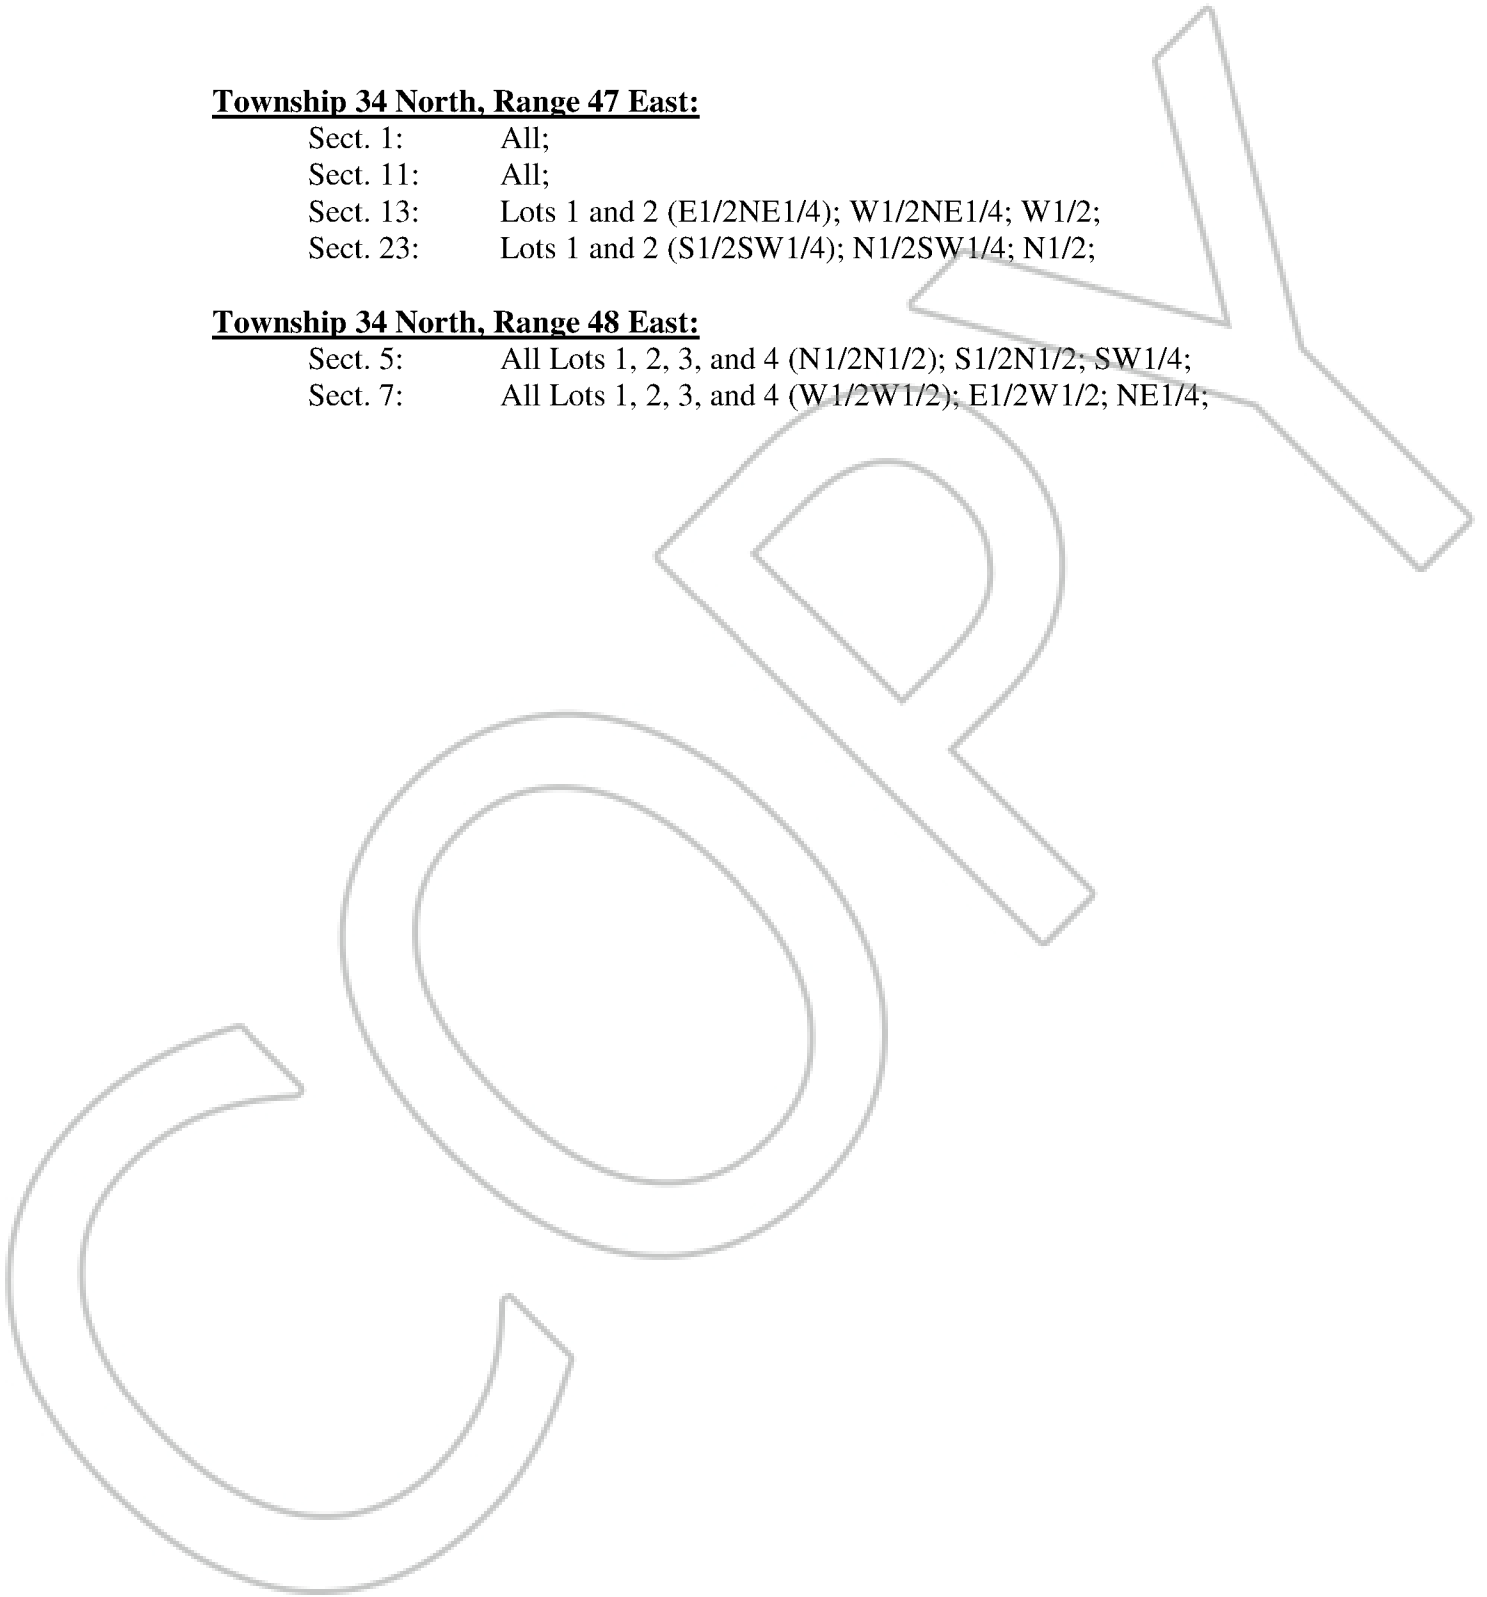 Township 34 North, Range 47 East:
Sect. 1: All;
Sect. 11: All;
Sect. 13: Lots 1 and 2 (E1/2NE1/4); W1/2NE1/4; W1/2;
Sect. 23: Lots 1 and 2 (S1/2SW1/4); N1/2SW1/4; N1/2;
Township 34 North, Range 48 East:
Sect. 5: All Lots 1, 2, 3, and 4 (N1/2N1/2); S1/2N1/2; SW1/4;
Sect. 7: All Lots 1, 2, 3, and 4 (W1/2W1/2); E1/2W1/2; NE1/4;
COPY